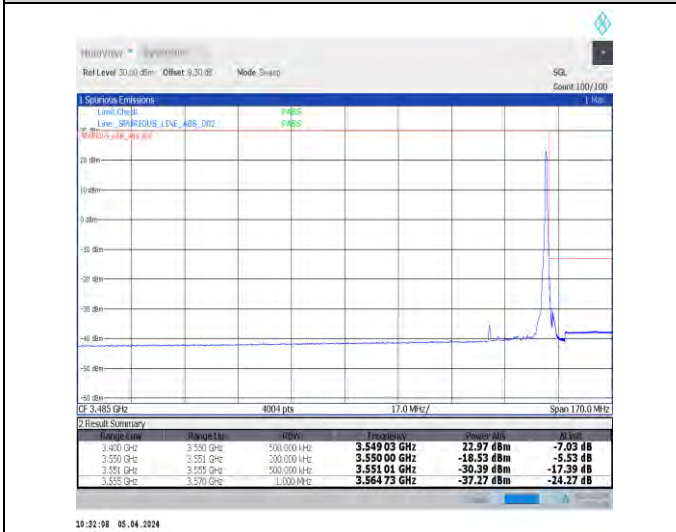 MultiView
Ref Level 30.00 dBm Offset 9.30 dB Mode Sweep SGL
Count 100/100
1 Spurious Emissions
Limit Check PASS
Line _SPURIOUS_LINE_ABS_002 PASS
20 dBm
10 dBm
0 dBm
-10 dBm
-20 dBm
-30 dBm
-40 dBm
-50 dBm
-60 dBm
CF 3.485 GHz 4004 pts 17.0 MHz/ Span 170.0 MHz
2 Result Summary
Range Low Range Up RBW Frequency Power Abs ΔLimit
3.400 GHz 3.550 GHz 500.000 kHz 3.549 03 GHz 22.97 dBm -7.03 dB
3.550 GHz 3.551 GHz 200.000 kHz 3.550 00 GHz -18.53 dBm -5.53 dB
3.551 GHz 3.555 GHz 500.000 kHz 3.551 01 GHz -30.39 dBm -17.39 dB
3.555 GHz 3.570 GHz 1.000 MHz 3.564 73 GHz -37.27 dBm -24.27 dB
10:32:08 05.04.2024